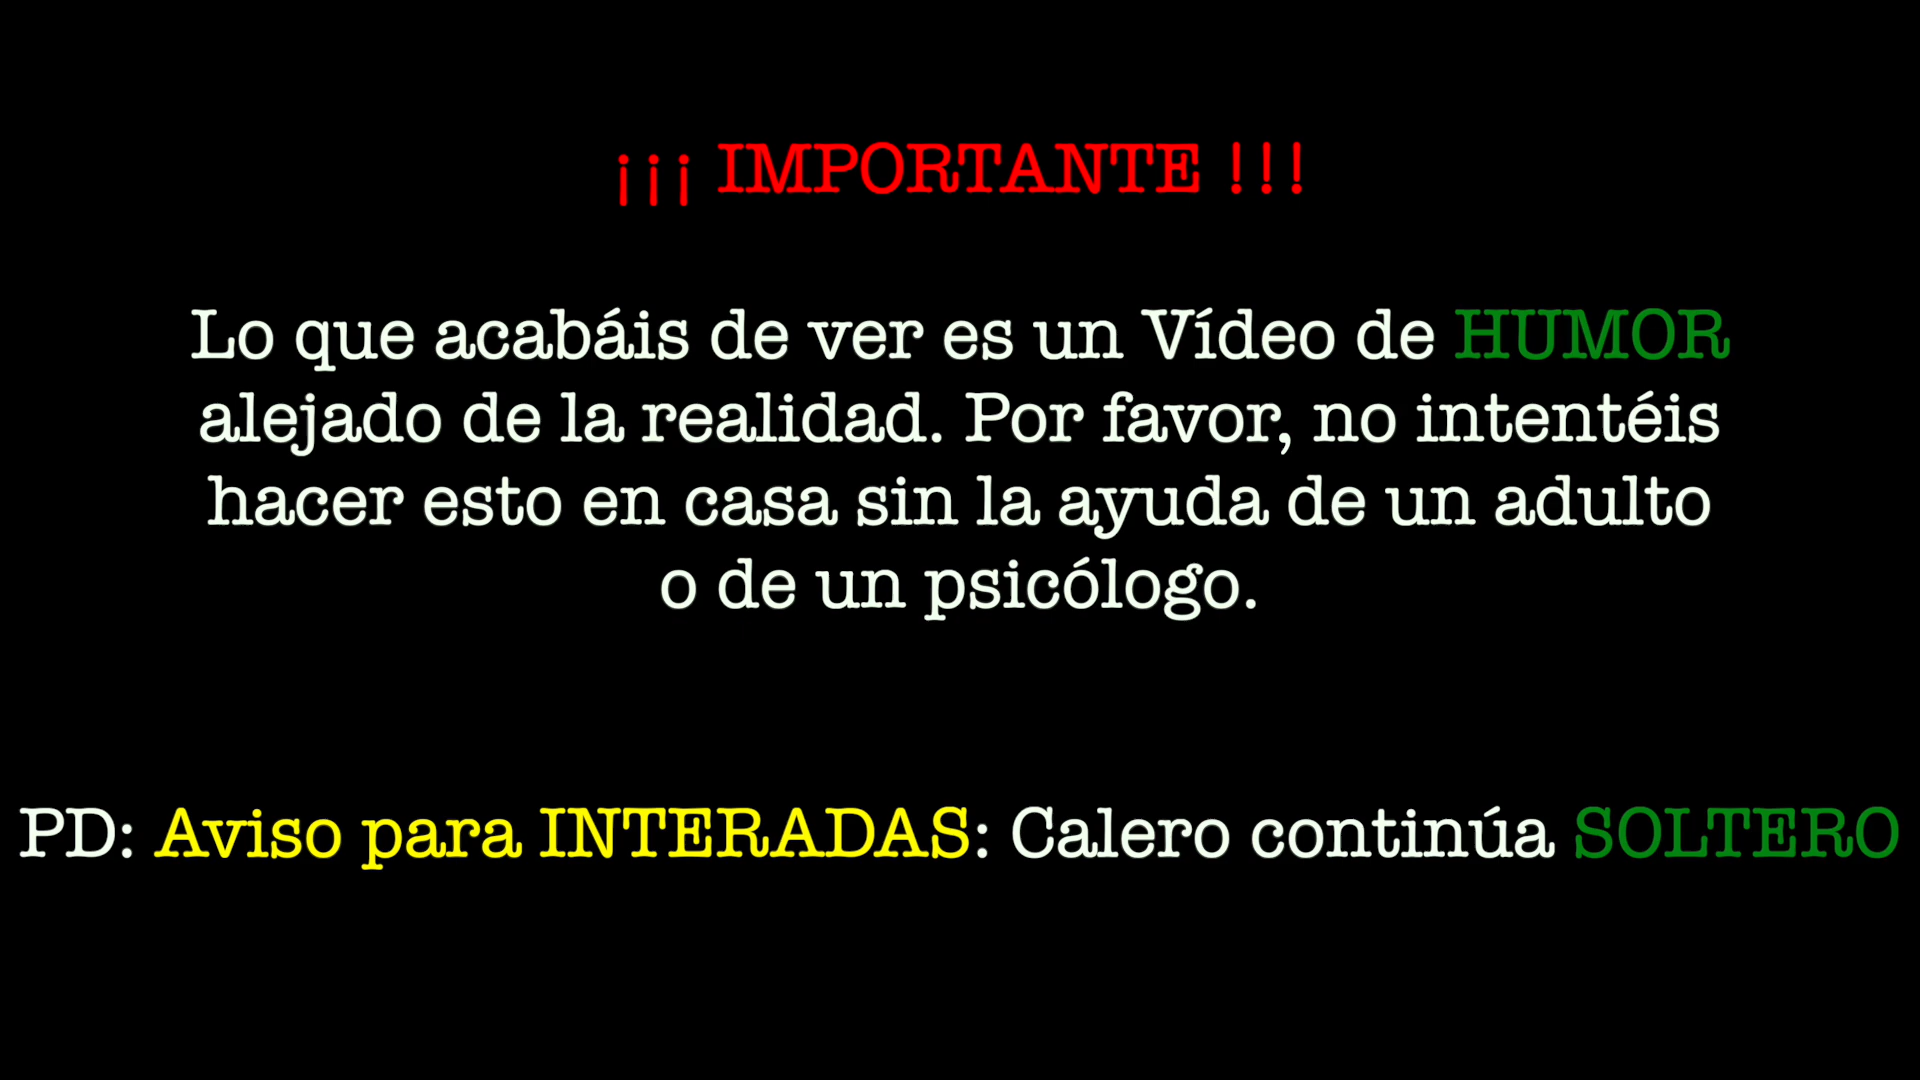 ¡¡¡ IMPORTANTE !!!
Lo que acabáis de ver es un Vídeo de HUMOR
alejado de la realidad. Por favor, no intentéis
hacer esto en casa sin la ayuda de un adulto
o de un psicólogo.
PD: Aviso para INTERADAS: Calero continúa SOLTERO